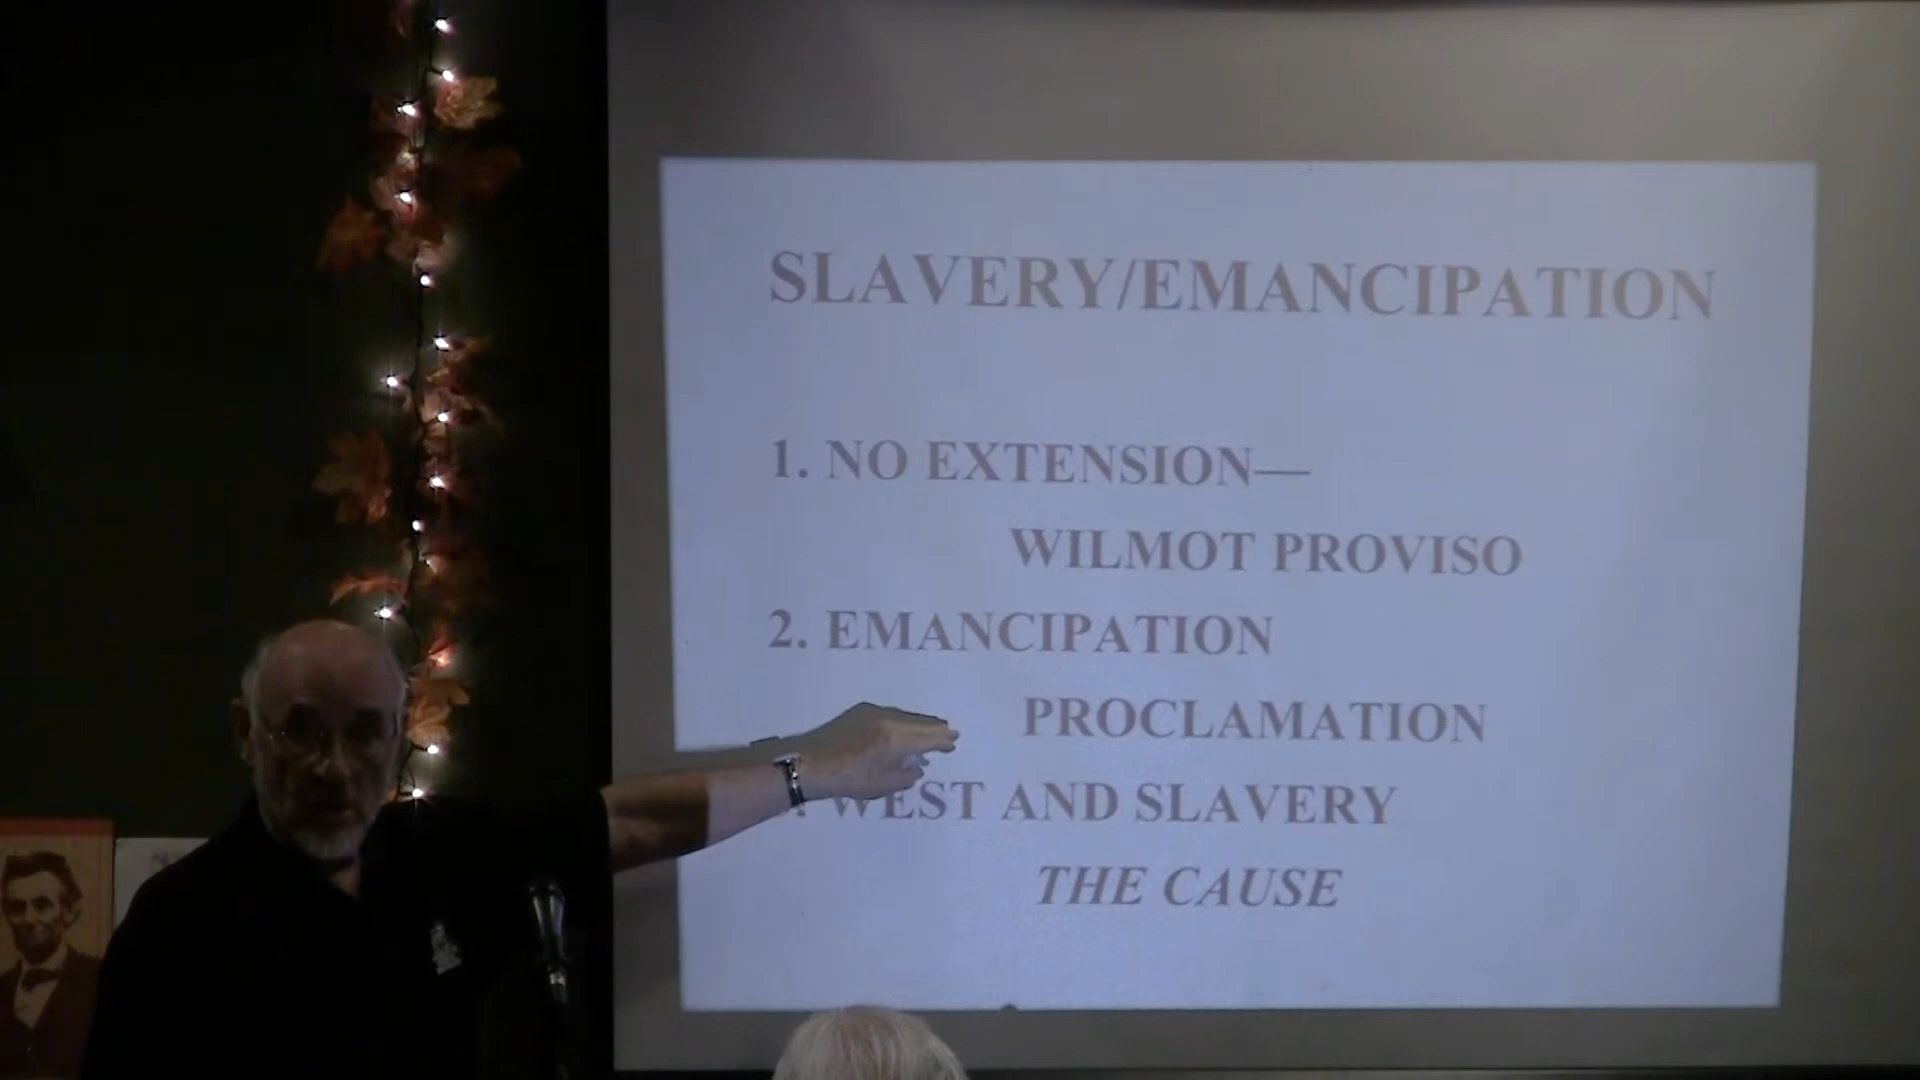 SLAVERY/EMANCIPATION
1. NO EXTENSION—
WILMOT PROVISO
2. EMANCIPATION
PROCLAMATION
WEST AND SLAVERY
THE CAUSE